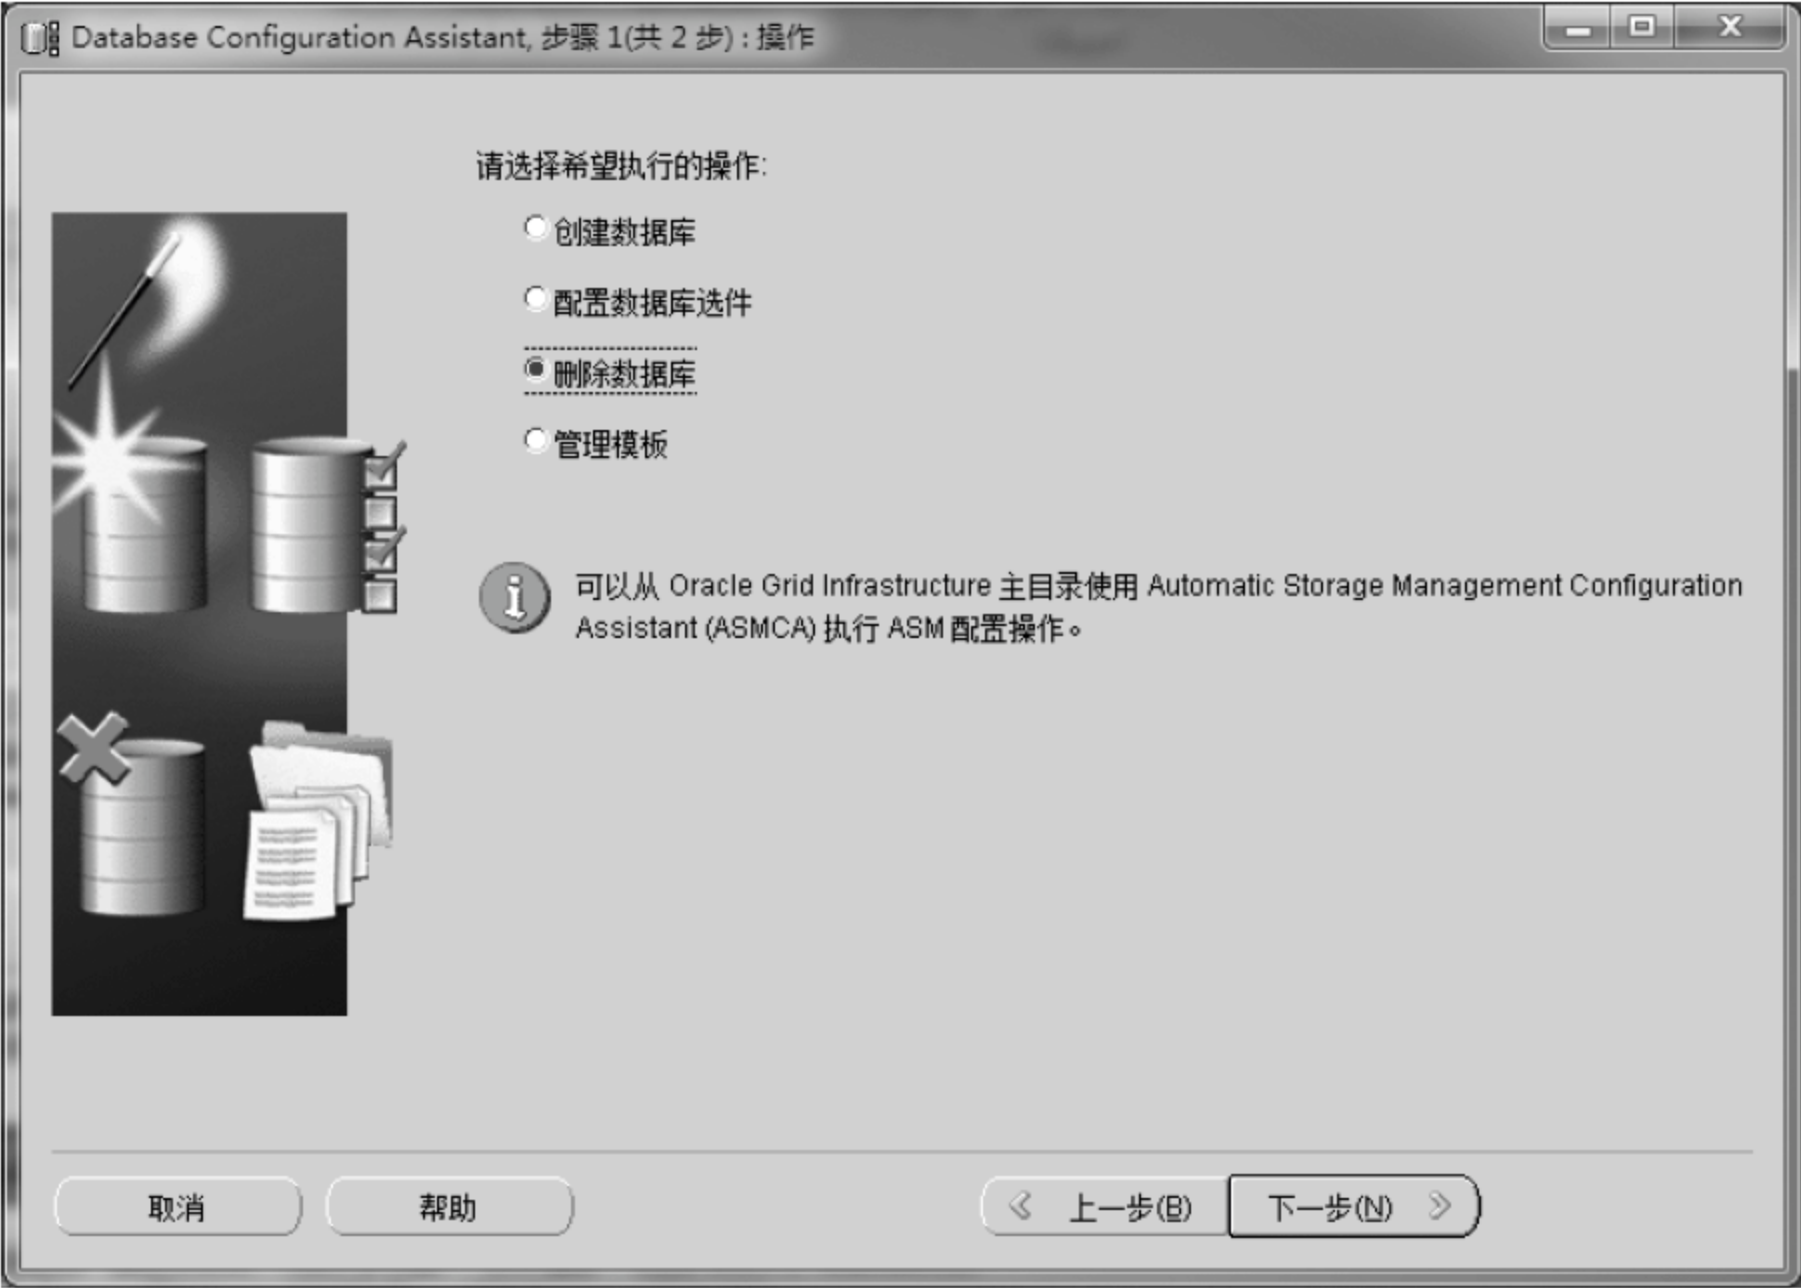 Database Configuration Assistant, 步骤 1(共 2 步) : 操作
请选择希望执行的操作:
创建数据库
配置数据库选件
删除数据库
管理模板
可以从 Oracle Grid Infrastructure 主目录使用 Automatic Storage Management Configuration
Assistant (ASMCA) 执行 ASM 配置操作。
取消
帮助
上一步(B)
下一步(N)